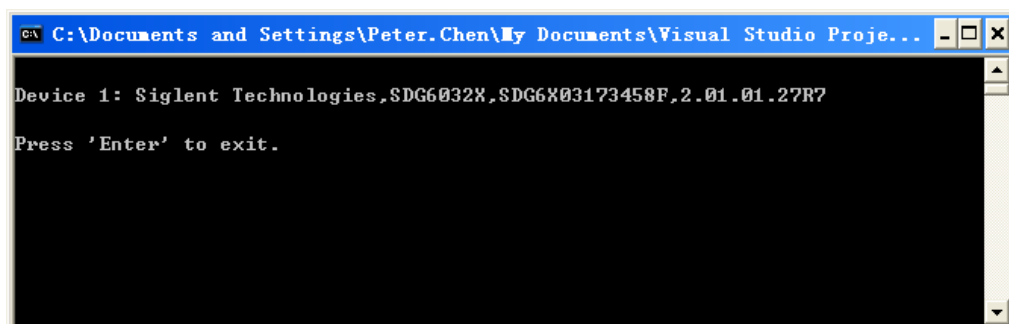 C:\Documents and Settings\Peter.Chen\My Documents\Visual Studio Proje...
Device 1: Siglent Technologies,SDG6032X,SDG6X03173458F,2.01.01.27R7
Press 'Enter' to exit.